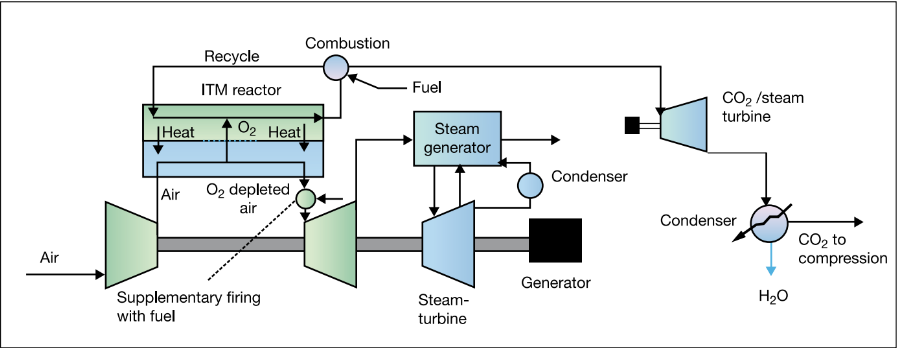 Combustion
Recycle
ITM reactor
Fuel
O2
Heat
Heat
CO2 /steam
turbine
Steam
generator
Condenser
Air
O2 depleted
air
Condenser
CO2 to
compression
Air
Generator
Supplementary firing
with fuel
Steam-
turbine
H2O